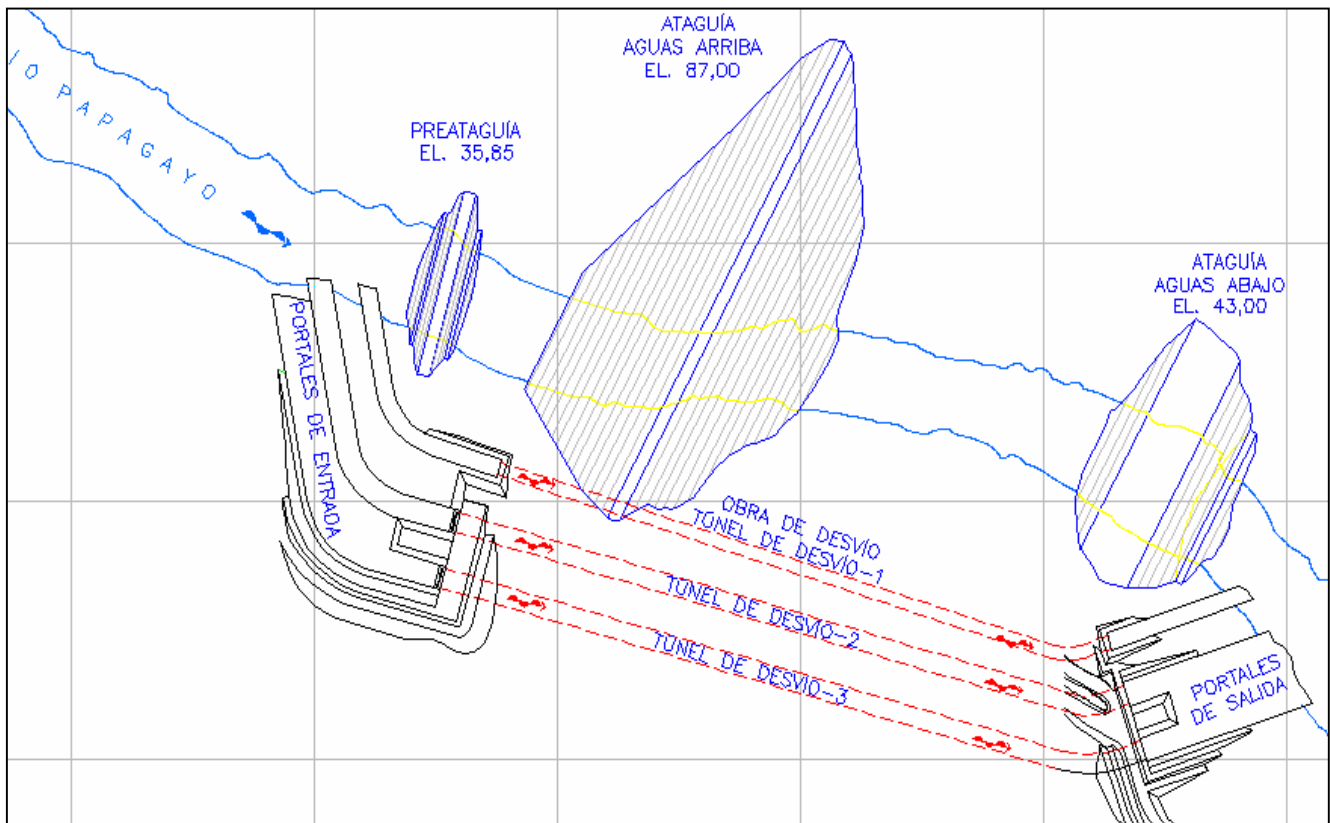 IO PAPAGAYO
ATAGUÍA
AGUAS ARRIBA
EL. 87,00
PREATAGUÍA
EL. 35,85
ATAGUÍA
AGUAS ABAJO
EL. 43,00
PORTALES DE ENTRADA
OBRA DE DESVÍO
TÚNEL DE DESVÍO-1
TÚNEL DE DESVÍO-2
TÚNEL DE DESVÍO-3
PORTALES
DE SALIDA